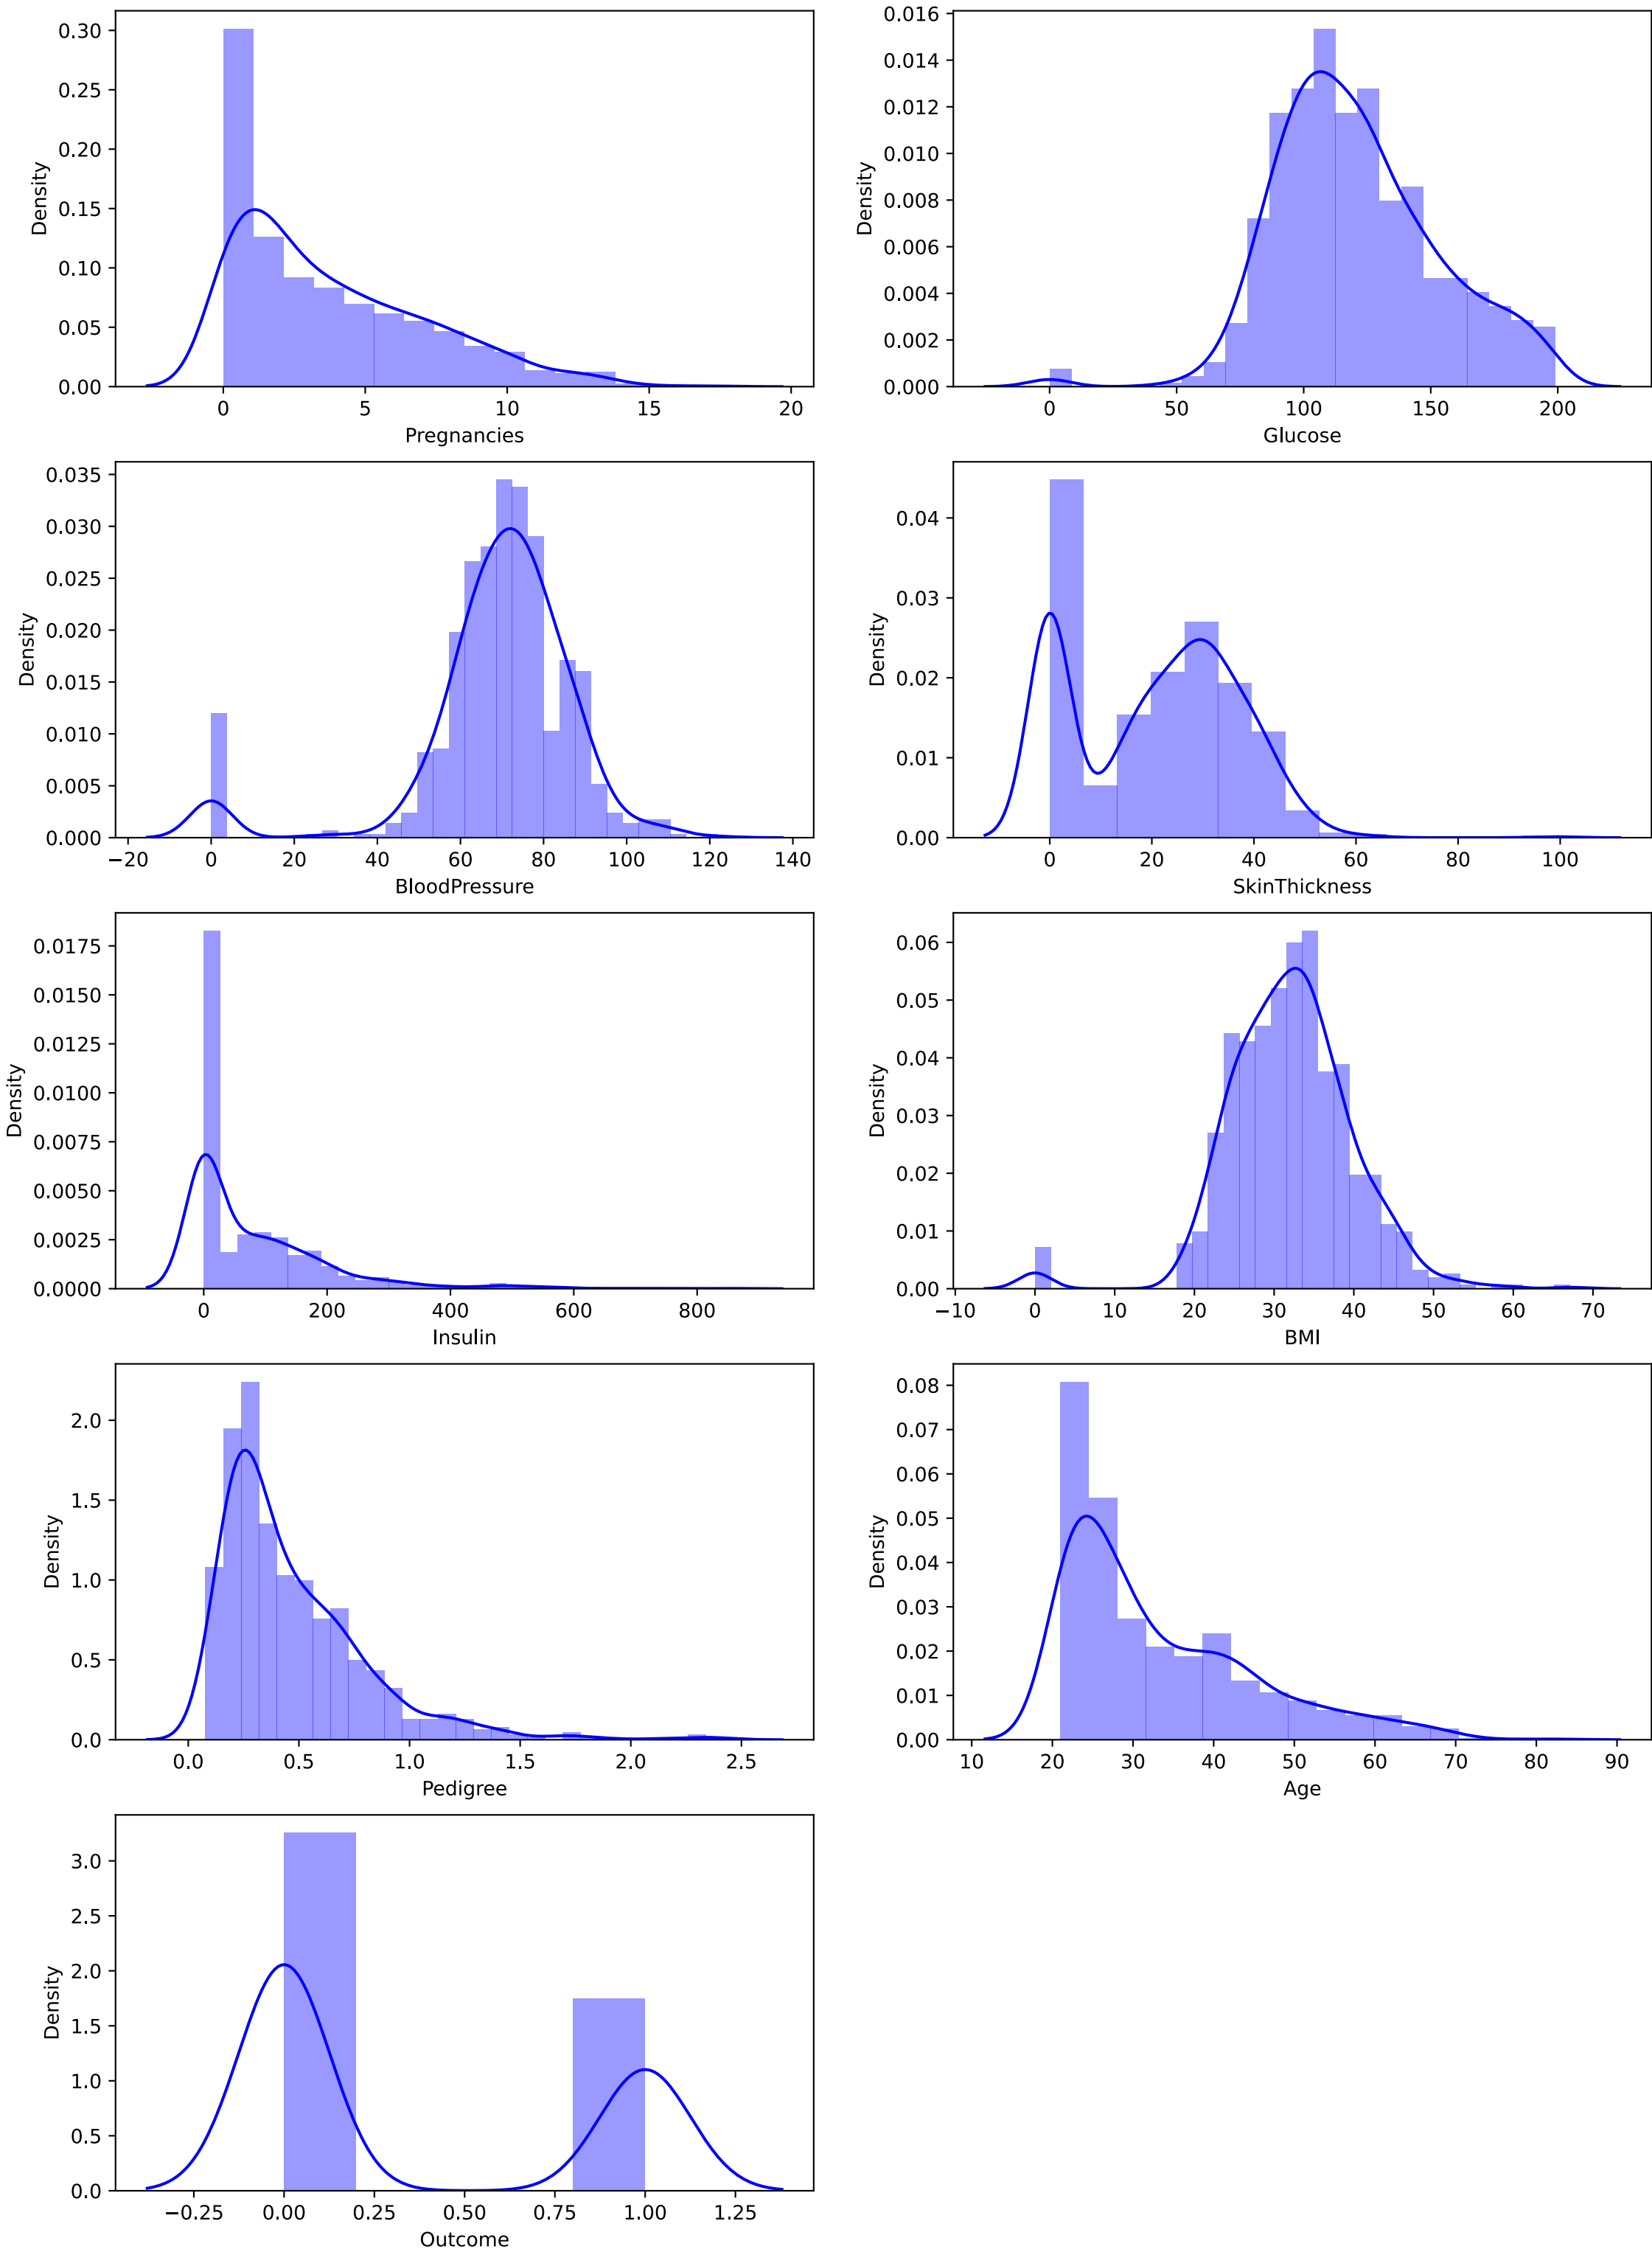 0.30
0.25
0.20
0.15
0.10
0.05
0.00
Density
0 5 10 15 20
Pregnancies
0.016
0.014
0.012
0.010
0.008
0.006
0.004
0.002
0.000
Density
0 50 100 150 200
Glucose
0.035
0.030
0.025
0.020
0.015
0.010
0.005
0.000
Density
−20 0 20 40 60 80 100 120 140
BloodPressure
0.04
0.03
0.02
0.01
0.00
Density
0 20 40 60 80 100
SkinThickness
0.0175
0.0150
0.0125
0.0100
0.0075
0.0050
0.0025
0.0000
Density
0 200 400 600 800
Insulin
0.06
0.05
0.04
0.03
0.02
0.01
0.00
Density
−10 0 10 20 30 40 50 60 70
BMI
2.0
1.5
1.0
0.5
0.0
Density
0.0 0.5 1.0 1.5 2.0 2.5
Pedigree
0.08
0.07
0.06
0.05
0.04
0.03
0.02
0.01
0.00
Density
10 20 30 40 50 60 70 80 90
Age
3.0
2.5
2.0
1.5
1.0
0.5
0.0
Density
−0.25 0.00 0.25 0.50 0.75 1.00 1.25
Outcome